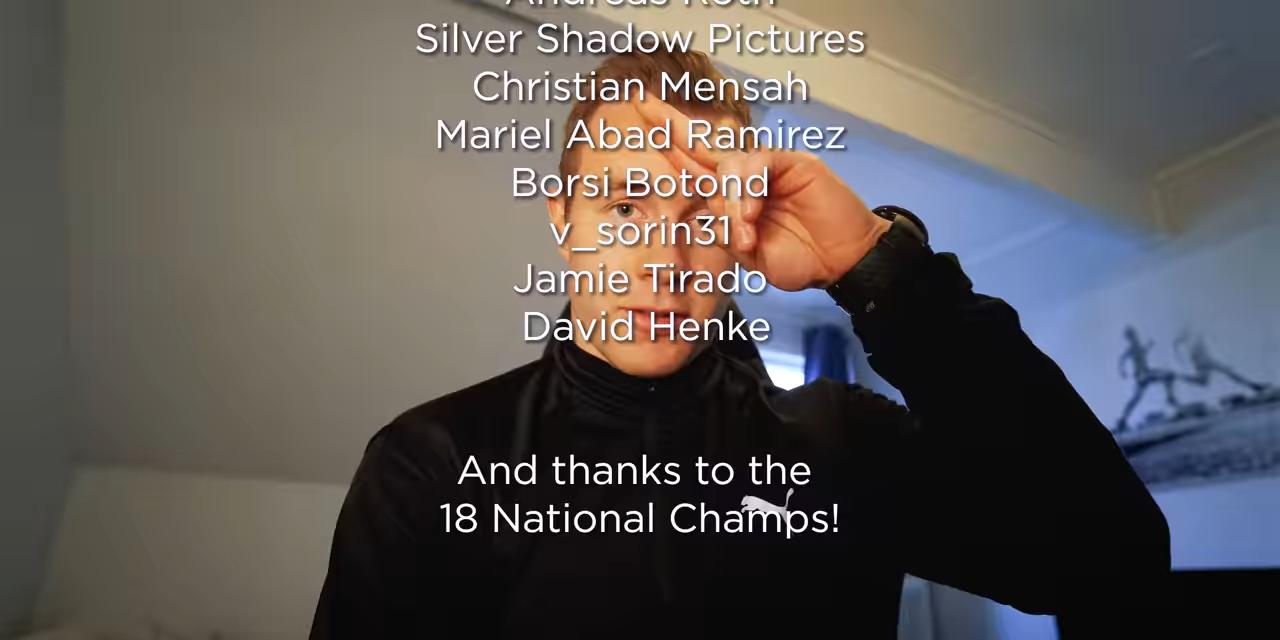 Silver Shadow Pictures
Christian Mensah
Mariel Abad Ramirez
Borsi Botond
v_sorin31
Jamie Tirado
David Henke
And thanks to the
18 National Champs!